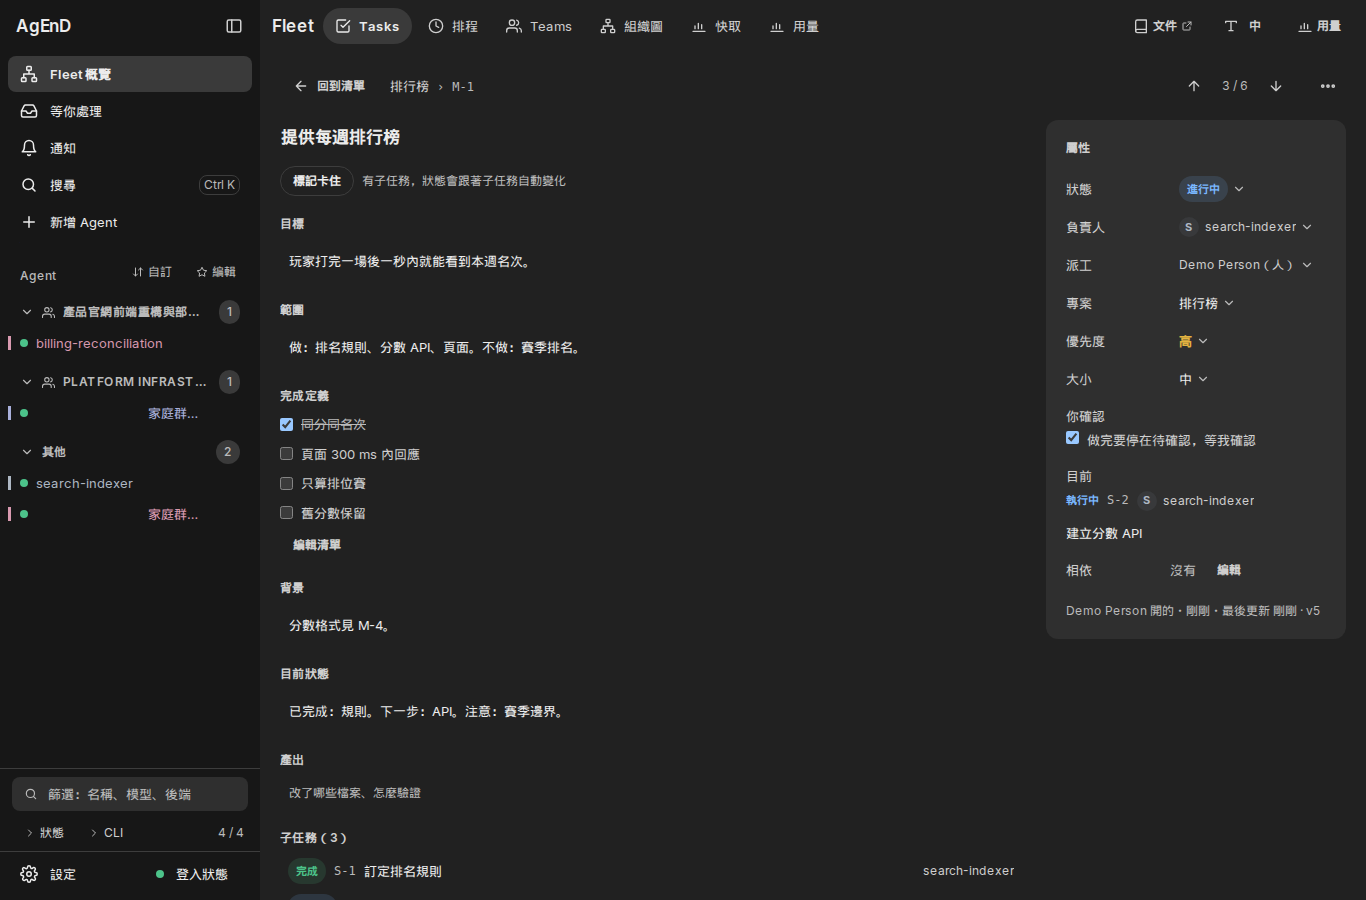 AgEnD
Fleet 概覽
等你處理
通知
搜尋 Ctrl K
新增 Agent
Agent 自訂 編輯
產品官網前端重構與部... 1
billing-reconciliation
PLATFORM INFRAST... 1
家庭群...
其他 2
search-indexer
家庭群...
篩選：名稱、模型、後端
狀態 CLI 4 / 4
設定 登入狀態
Fleet Tasks 排程 Teams 組織圖 快取 用量 文件 中 用量
回到清單 排行榜 › M-1 3 / 6
提供每週排行榜
標記卡住 有子任務，狀態會跟著子任務自動變化
目標
玩家打完一場後一秒內就能看到本週名次。
範圍
做：排名規則、分數 API、頁面。不做：賽季排名。
完成定義
同分同名次
頁面 300 ms 內回應
只算排位賽
舊分數保留
編輯清單
背景
分數格式見 M-4。
目前狀態
已完成：規則。下一步：API。注意：賽季邊界。
產出
改了哪些檔案、怎麼驗證
子任務（3）
完成 S-1 訂定排名規則 search-indexer
屬性
狀態 進行中
負責人 S search-indexer
派工 Demo Person（人）
專案 排行榜
優先度 高
大小 中
你確認
做完要停在待確認，等我確認
目前
執行中 S-2 S search-indexer
建立分數 API
相依 沒有 編輯
Demo Person 開的・剛剛・最後更新 剛剛 · v5